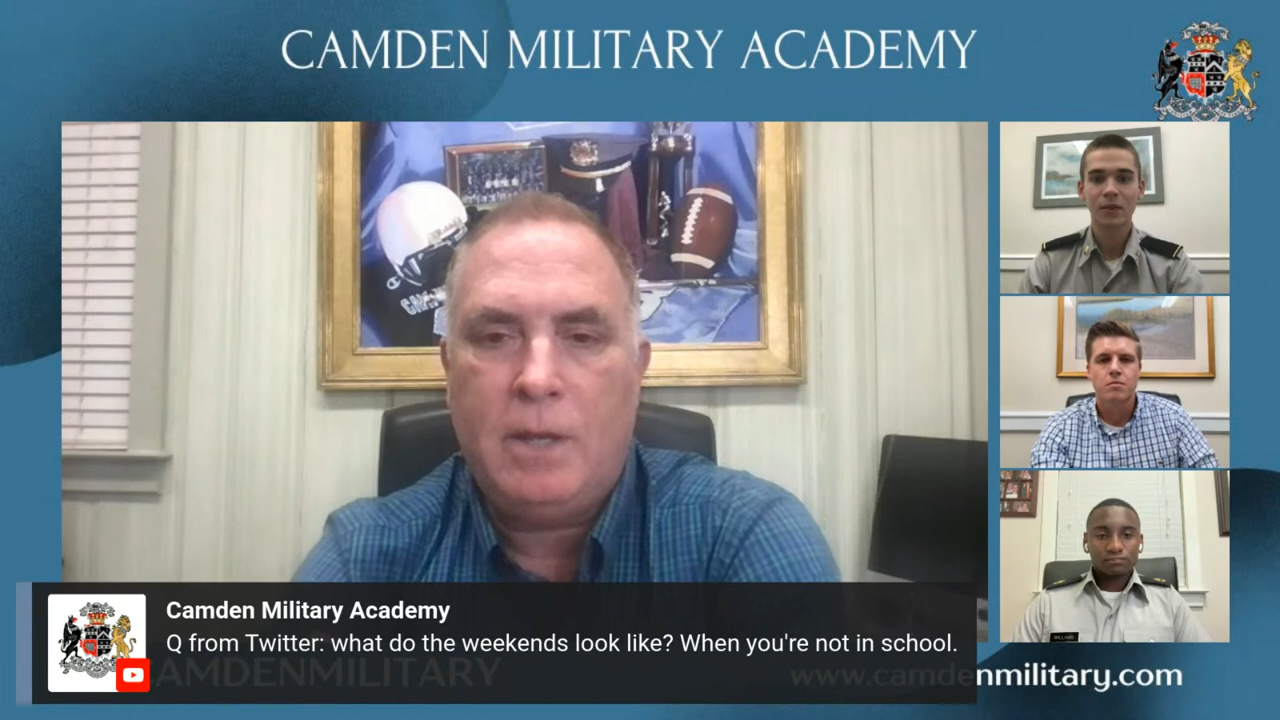 CAMDEN MILITARY ACADEMY
Camden Military Academy
Q from Twitter: what do the weekends look like? When you're not in school.
CAMDENMILITARY
www.camdenmilitary.com